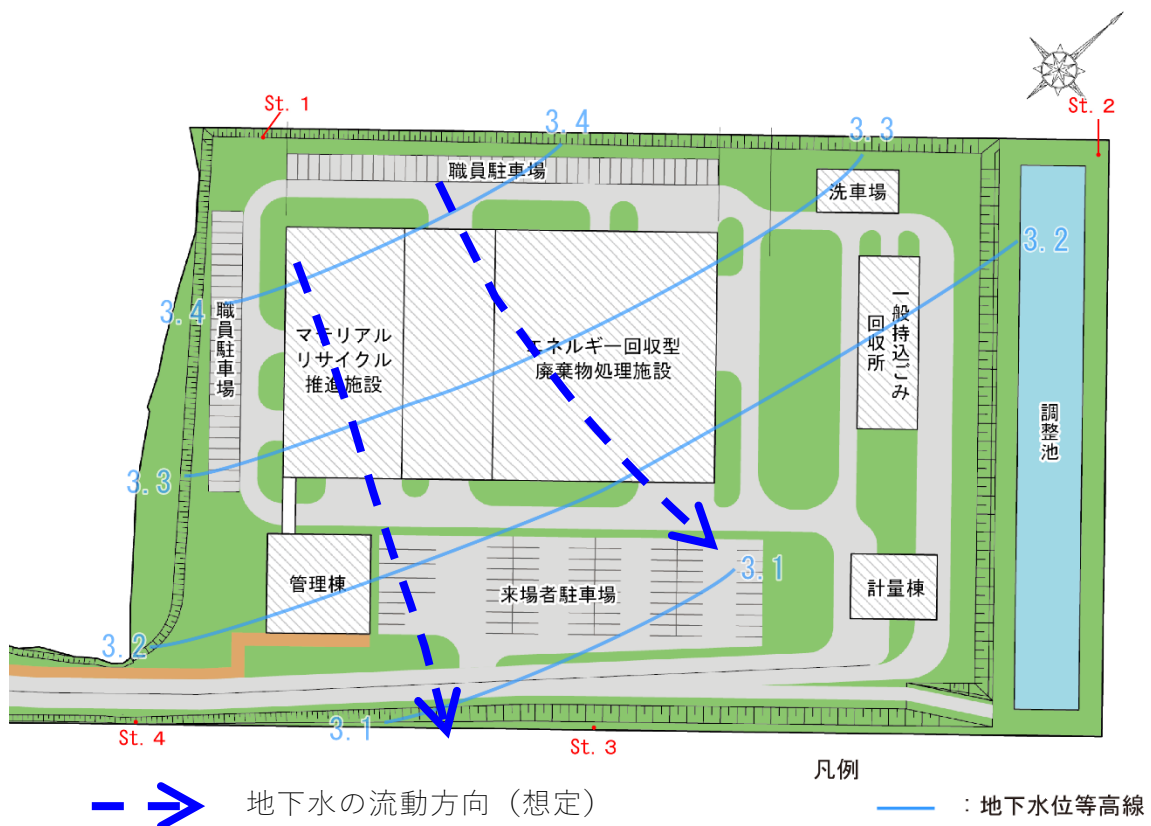 St. 1
St. 2
3.4
3.3
職員駐車場
洗車場
3.2
3.4
職員駐車場
マテリアル
リサイクル
推進施設
エネルギー回収型
廃棄物処理施設
一般持込ごみ
回収所
調整池
3.3
管理棟
来場者駐車場
3.1
計量棟
3.2
St. 4
3.1
St. 3
凡例
地下水の流動方向（想定）
：地下水位等高線